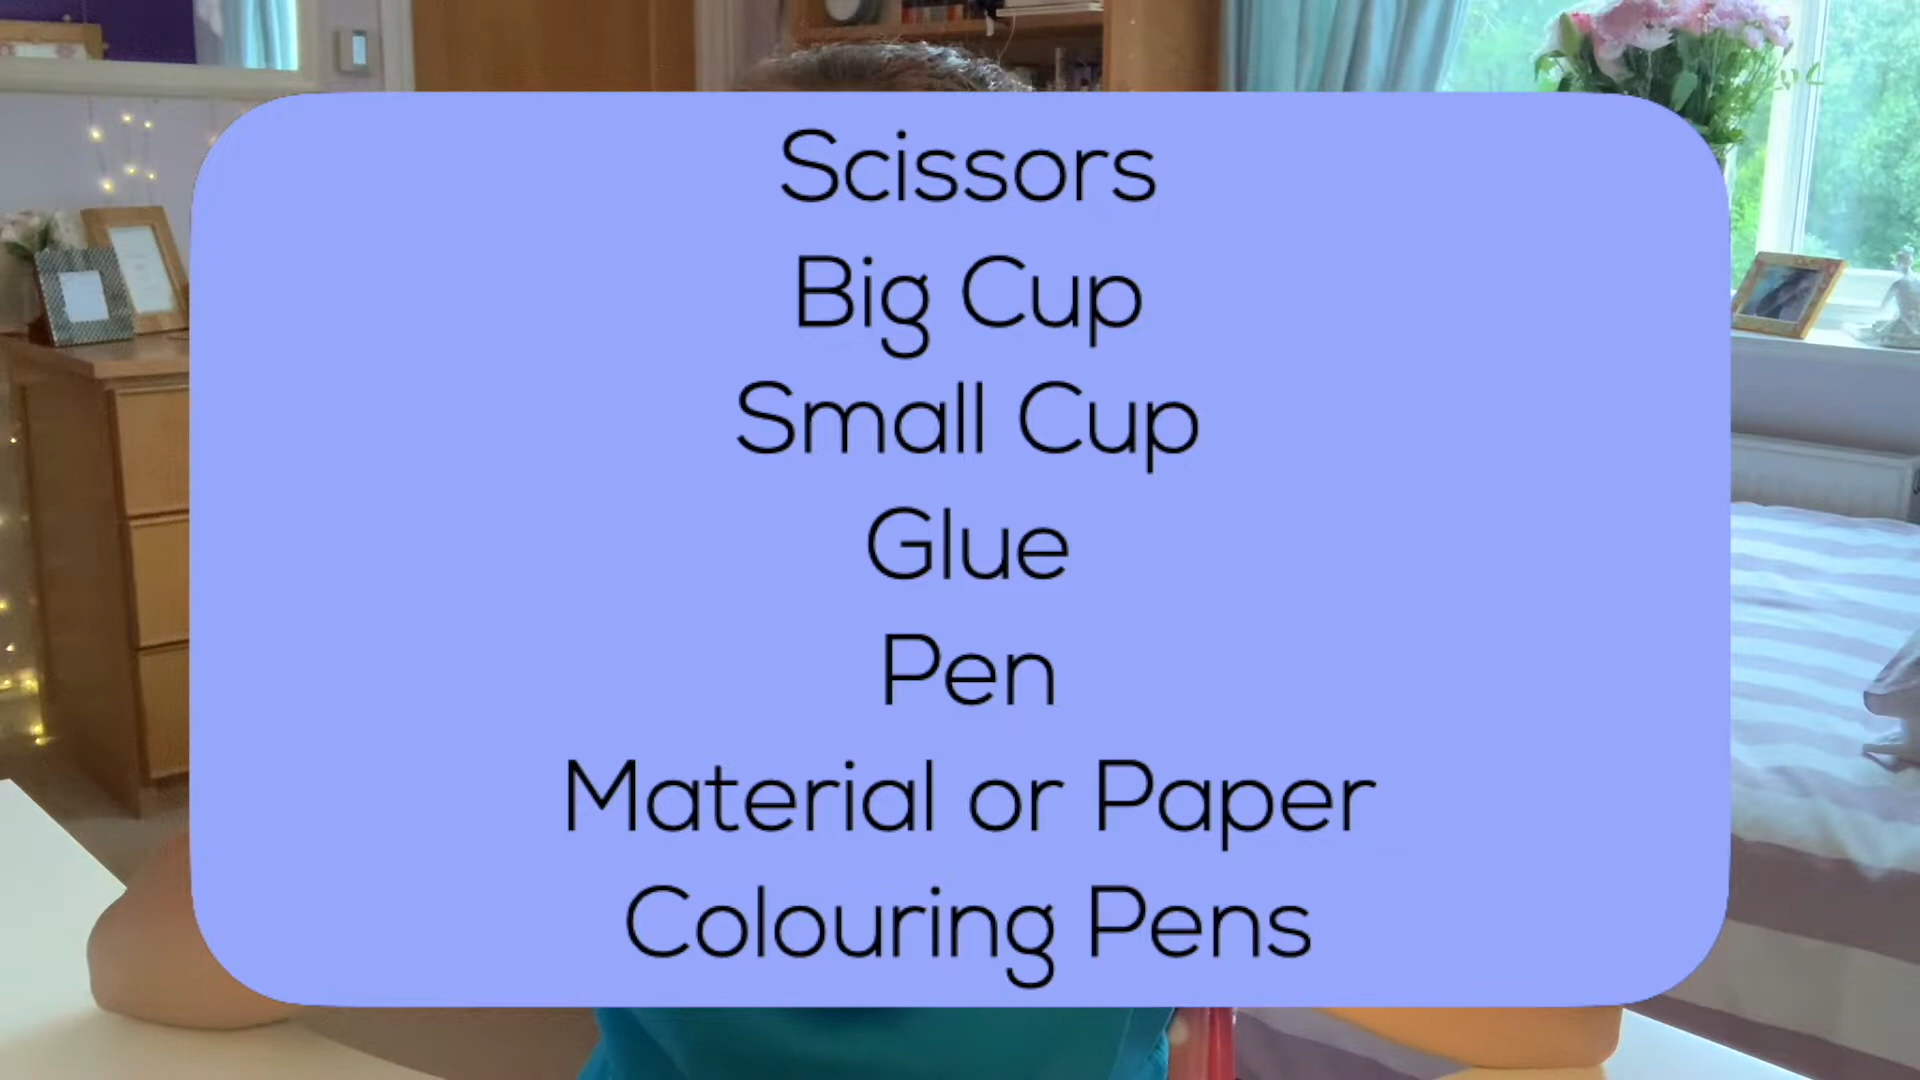 Scissors
Big Cup
Small Cup
Glue
Pen
Material or Paper
Colouring Pens